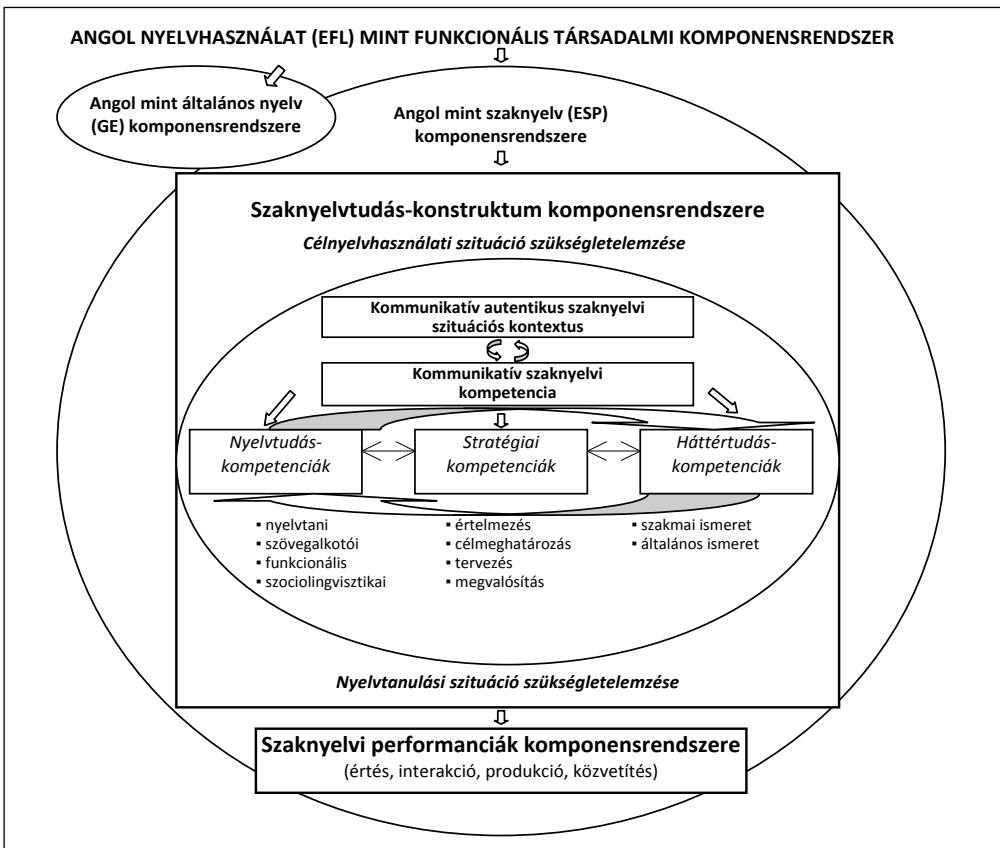 ANGOL NYELVHASZNÁLAT (EFL) MINT FUNKCIONÁLIS TÁRSADALMI KOMPONENSRENDSZER
Angol mint általános nyelv
(GE) komponensrendszere
Angol mint szaknyelv (ESP)
komponensrendszere
Szaknyelvtudás-konstruktum komponensrendszere
Célnyelvhasználati szituáció szükségletelemzése
Kommunikatív autentikus szaknyelvi
szituációs kontextus
Kommunikatív szaknyelvi
kompetencia
Nyelvtudás-
kompetenciák
Stratégiai
kompetenciák
Háttértudás-
kompetenciák
▪ nyelvtani
▪ szövegalkotói
▪ funkcionális
▪ szociolingvisztikai
▪ értelmezés
▪ célmeghatározás
▪ tervezés
▪ megvalósítás
▪ szakmai ismeret
▪ általános ismeret
Nyelvtanulási szituáció szükségletelemzése
Szaknyelvi performanciák komponensrendszere
(értés, interakció, produkció, közvetítés)